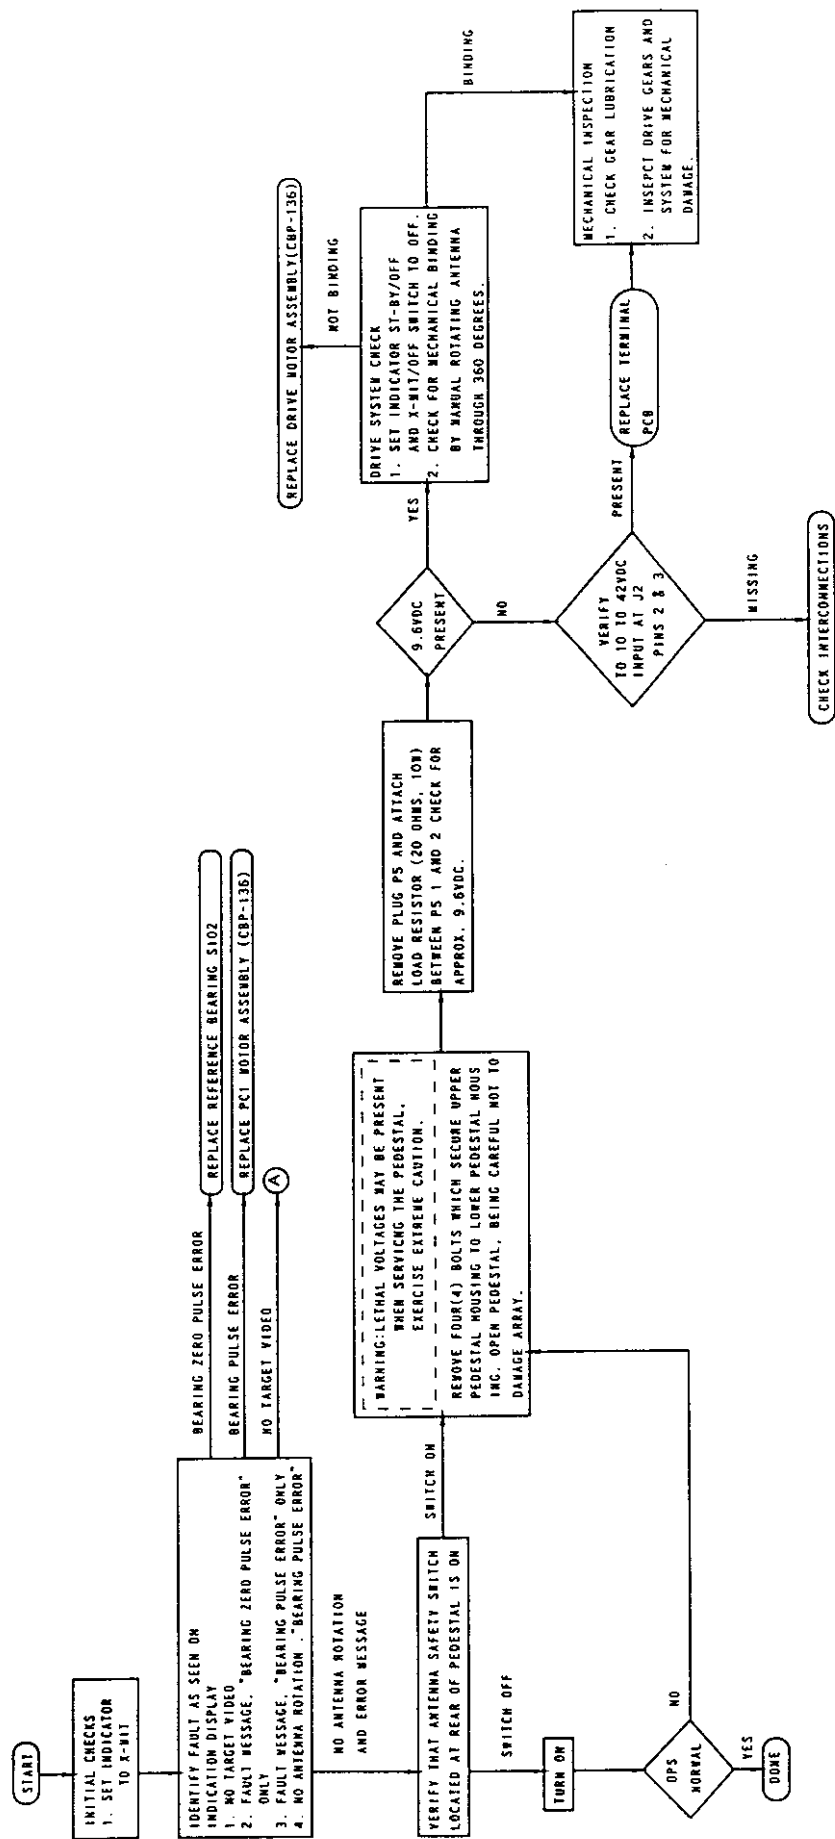 START
INITIAL CHECKS
1. SET INDICATOR
TO X-MIT
IDENTIFY FAULT AS SEEN ON
INDICATION DISPLAY
1. NO TARGET VIDEO
2. FAULT MESSAGE, "BEARING ZERO PULSE ERROR"
ONLY
3. FAULT MESSAGE, "BEARING PULSE ERROR" ONLY
4. NO ANTENNA ROTATION ."BEARING PULSE ERROR"
BEARING ZERO PULSE ERROR
REPLACE REFERENCE BEARING S102
BEARING PULSE ERROR
REPLACE PC1 MOTOR ASSEMBLY (CBP-136)
NO TARGET VIDEO
A
NO ANTENNA ROTATION
AND ERROR MESSAGE
VERIFY THAT ANTENNA SAFETY SWITCH
LOCATED AT REAR OF PEDESTAL IS ON
SWITCH OFF
TURN ON
OPS
NORMAL
YES
DONE
NO
SWITCH ON
WARNING:LETHAL VOLTAGES MAY BE PRESENT
WHEN SERVICNG THE PEDESTAL,
EXERCISE EXTREME CAUTION.
REMOVE FOUR(4) BOLTS WHICH SECURE UPPER
PEDESTAL HOUSING TO LOWER PEDESTAL HOUS
ING. OPEN PEDESTAL, BEING CAREFUL NOT TO
DAMAGE ARRAY.
REMOVE PLUG P5 AND ATTACH
LOAD RESISTOR (20 OHMS, 10W)
BETWEEN P5 1 AND 2 CHECK FOR
APPROX. 9.6VDC.
9.6VDC
PRESENT
YES
DRIVE SYSTEM CHECK
1. SET INDICATOR ST-BY/OFF
AND X-MIT/OFF SWITCH TO OFF.
2. CHECK FOR MECHANICAL BINDING
BY MANUAL ROTATING ANTENNA
THROUGH 360 DEGREES.
NOT BINDING
REPLACE DRIVE MOTOR ASSEMBLY(CBP-136)
BINDING
NO
VERIFY
TO 10 TO 42VDC
INPUT AT J2
PINS 2 & 3
PRESENT
REPLACE TERMINAL
PCB
MISSING
CHECK INTERCONNECTIONS
MECHANICAL INSPECTION
1. CHECK GEAR LUBRICATION
2. INSEPCT DRIVE GEARS AND
SYSTEM FOR MECHANICAL
DAMAGE.